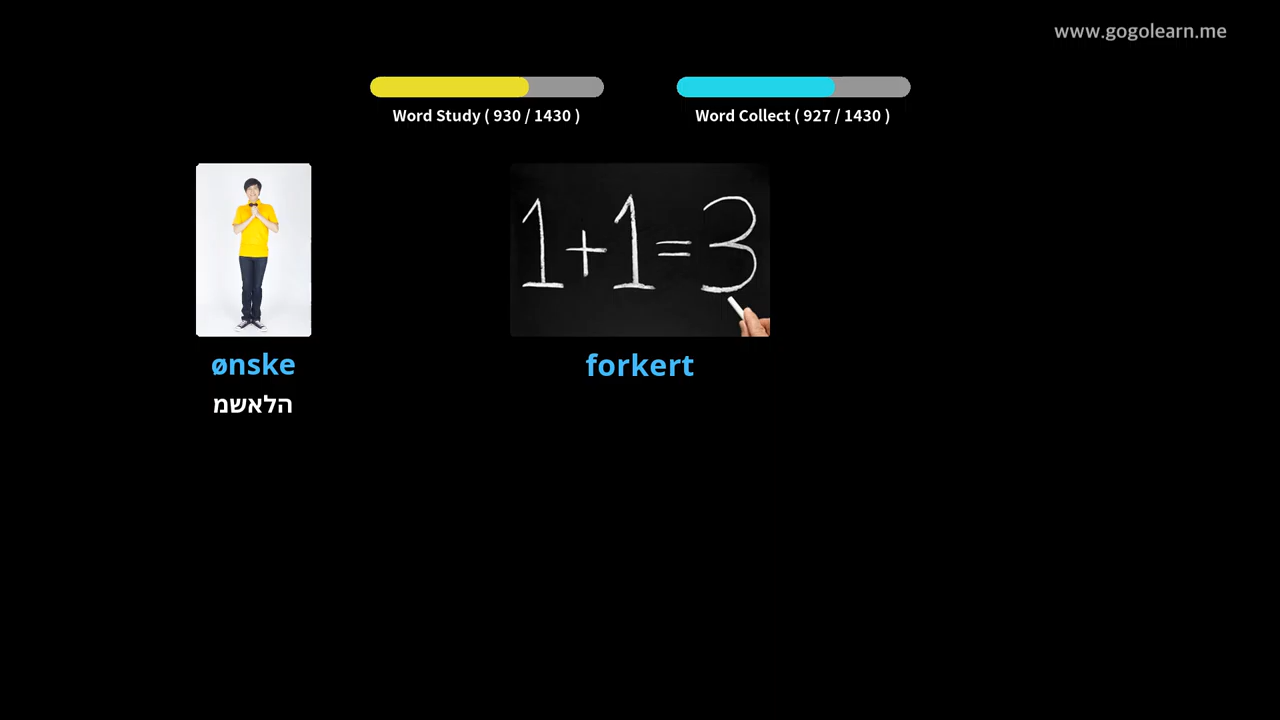 www.gogolearn.me
Word Study ( 930 / 1430 )
Word Collect ( 927 / 1430 )
1+1=3
ønske
forkert
הלאשמ